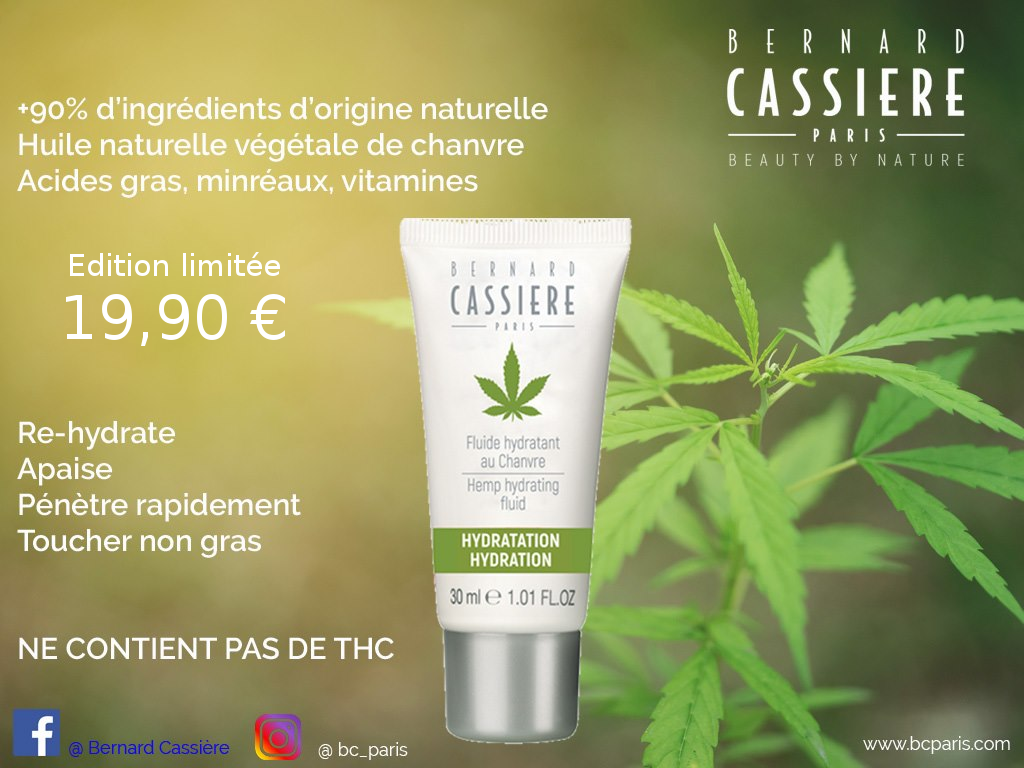 BERNARD
CASSIERE
PARIS
BEAUTY BY NATURE
+90% d'ingrédients d'origine naturelle
Huile naturelle végétale de chanvre
Acides gras, minréaux, vitamines
Edition limitée
19,90 €
Re-hydrate
Apaise
Pénètre rapidement
Toucher non gras
NE CONTIENT PAS DE THC
BERNARD
CASSIERE
PARIS
Fluide hydratant
au Chanvre
Hemp hydrating
fluid
HYDRATATION
HYDRATION
30 ml ℮ 1.01 FL.OZ
@ Bernard Cassière
@ bc_paris
www.bcparis.com